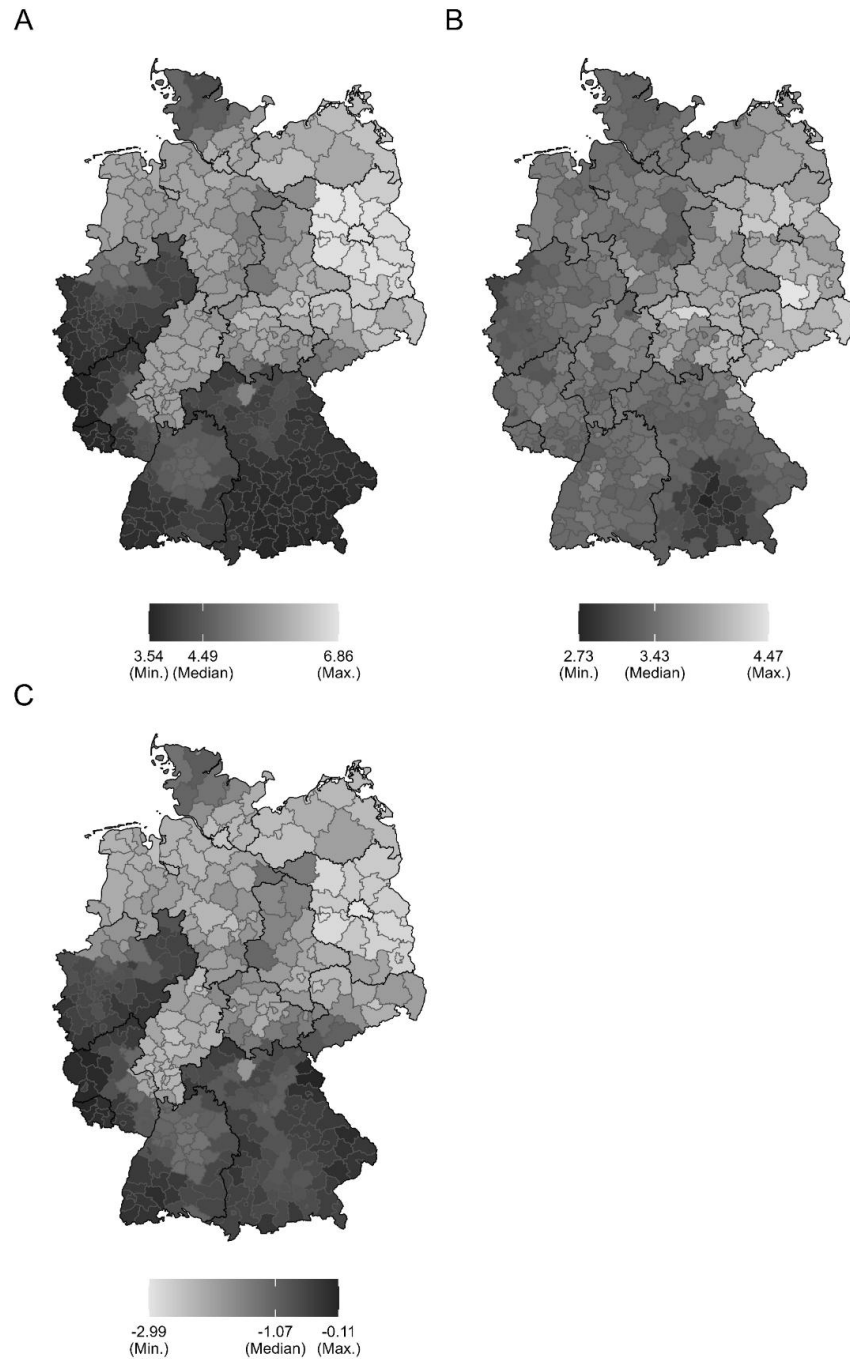 A
B
3.54 4.49 6.86
(Min.) (Median) (Max.)
2.73 3.43 4.47
(Min.) (Median) (Max.)
C
-2.99 -1.07 -0.11
(Min.) (Median) (Max.)